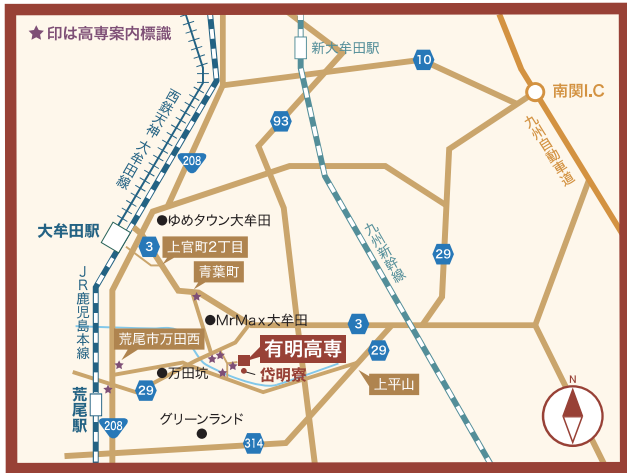 ★印は高専案内標識
新大牟田駅
10
南関I.C
93
西鉄天神 大牟田線
208
九州自動車道
ゆめタウン大牟田
大牟田駅
3
上官町2丁目
九州新幹線
29
青葉町
JR鹿児島本線
MrMax大牟田
3
荒尾市万田西
有明高専
29
岱明寮
万田坑
上平山
29
荒尾駅
グリーンランド
208
314
N